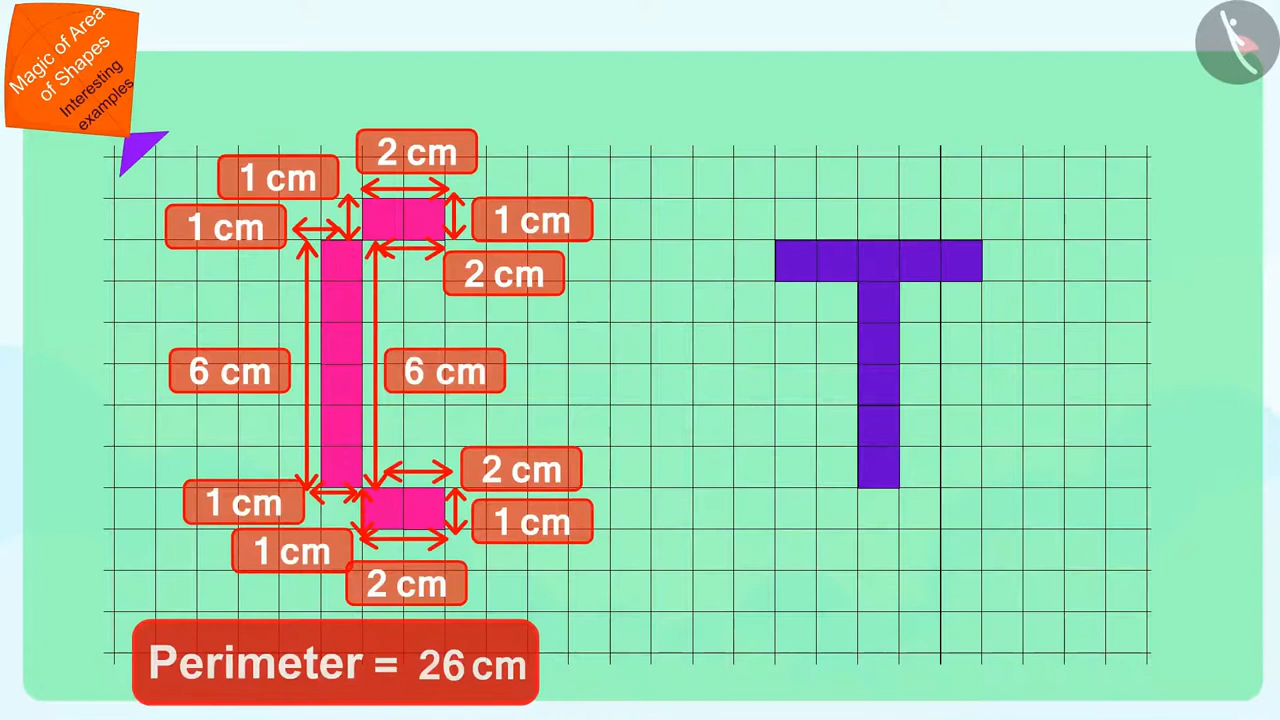 Magic of Area
of Shapes
Interesting
examples
2 cm
1 cm
1 cm
1 cm
2 cm
6 cm
6 cm
2 cm
1 cm
1 cm
1 cm
2 cm
Perimeter = 26 cm